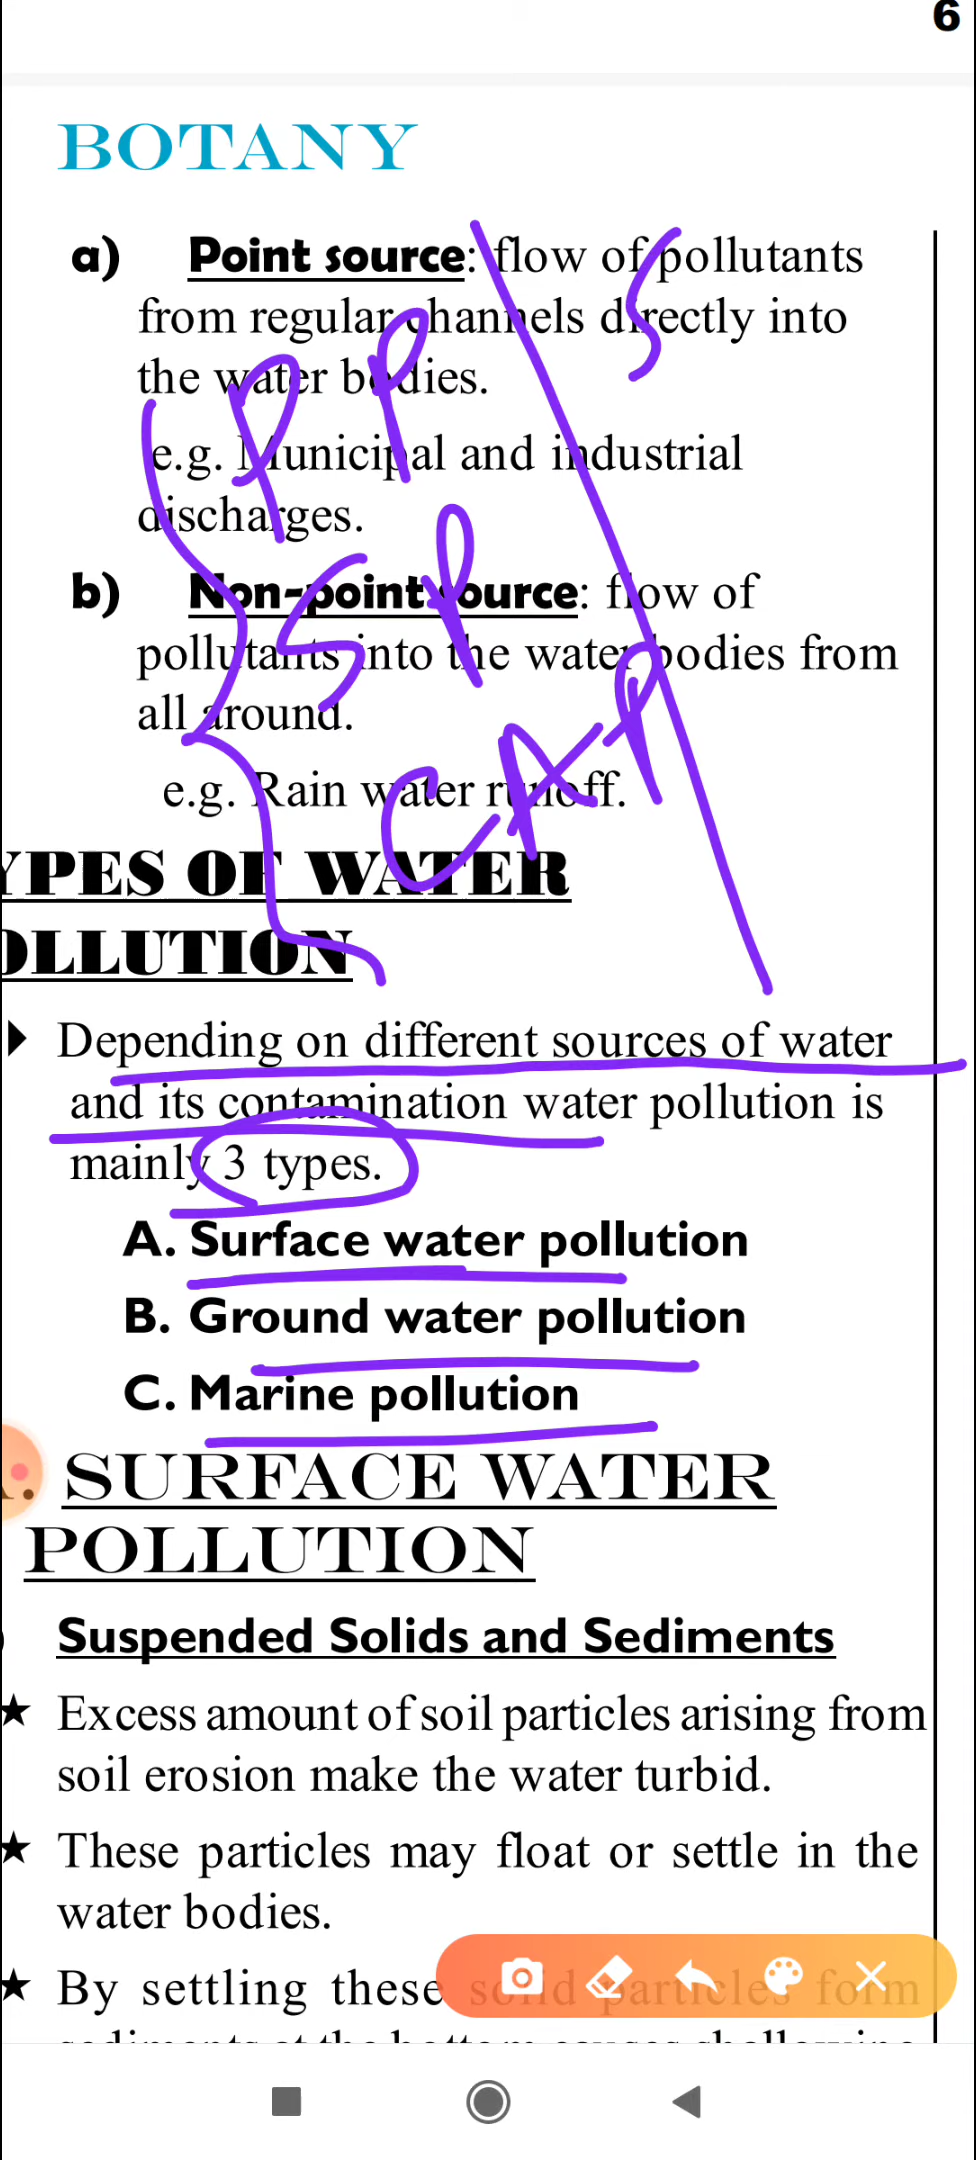 6
BOTANY
a) Point source: flow of pollutants
from regular channels directly into
the water bodies.
e.g. Municipal and industrial
discharges.
b) Non-point source: flow of
pollutants into the water bodies from
all around.
e.g. Rain water runoff.
PP
S
SP
CAP
YPES OF WATER
OLLUTION
Depending on different sources of water
and its contamination water pollution is
mainly 3 types.
A. Surface water pollution
B. Ground water pollution
C. Marine pollution
. SURFACE WATER
POLLUTION
Suspended Solids and Sediments
★ Excess amount of soil particles arising from
soil erosion make the water turbid.
★ These particles may float or settle in the
water bodies.
★ By settling these solid particles form